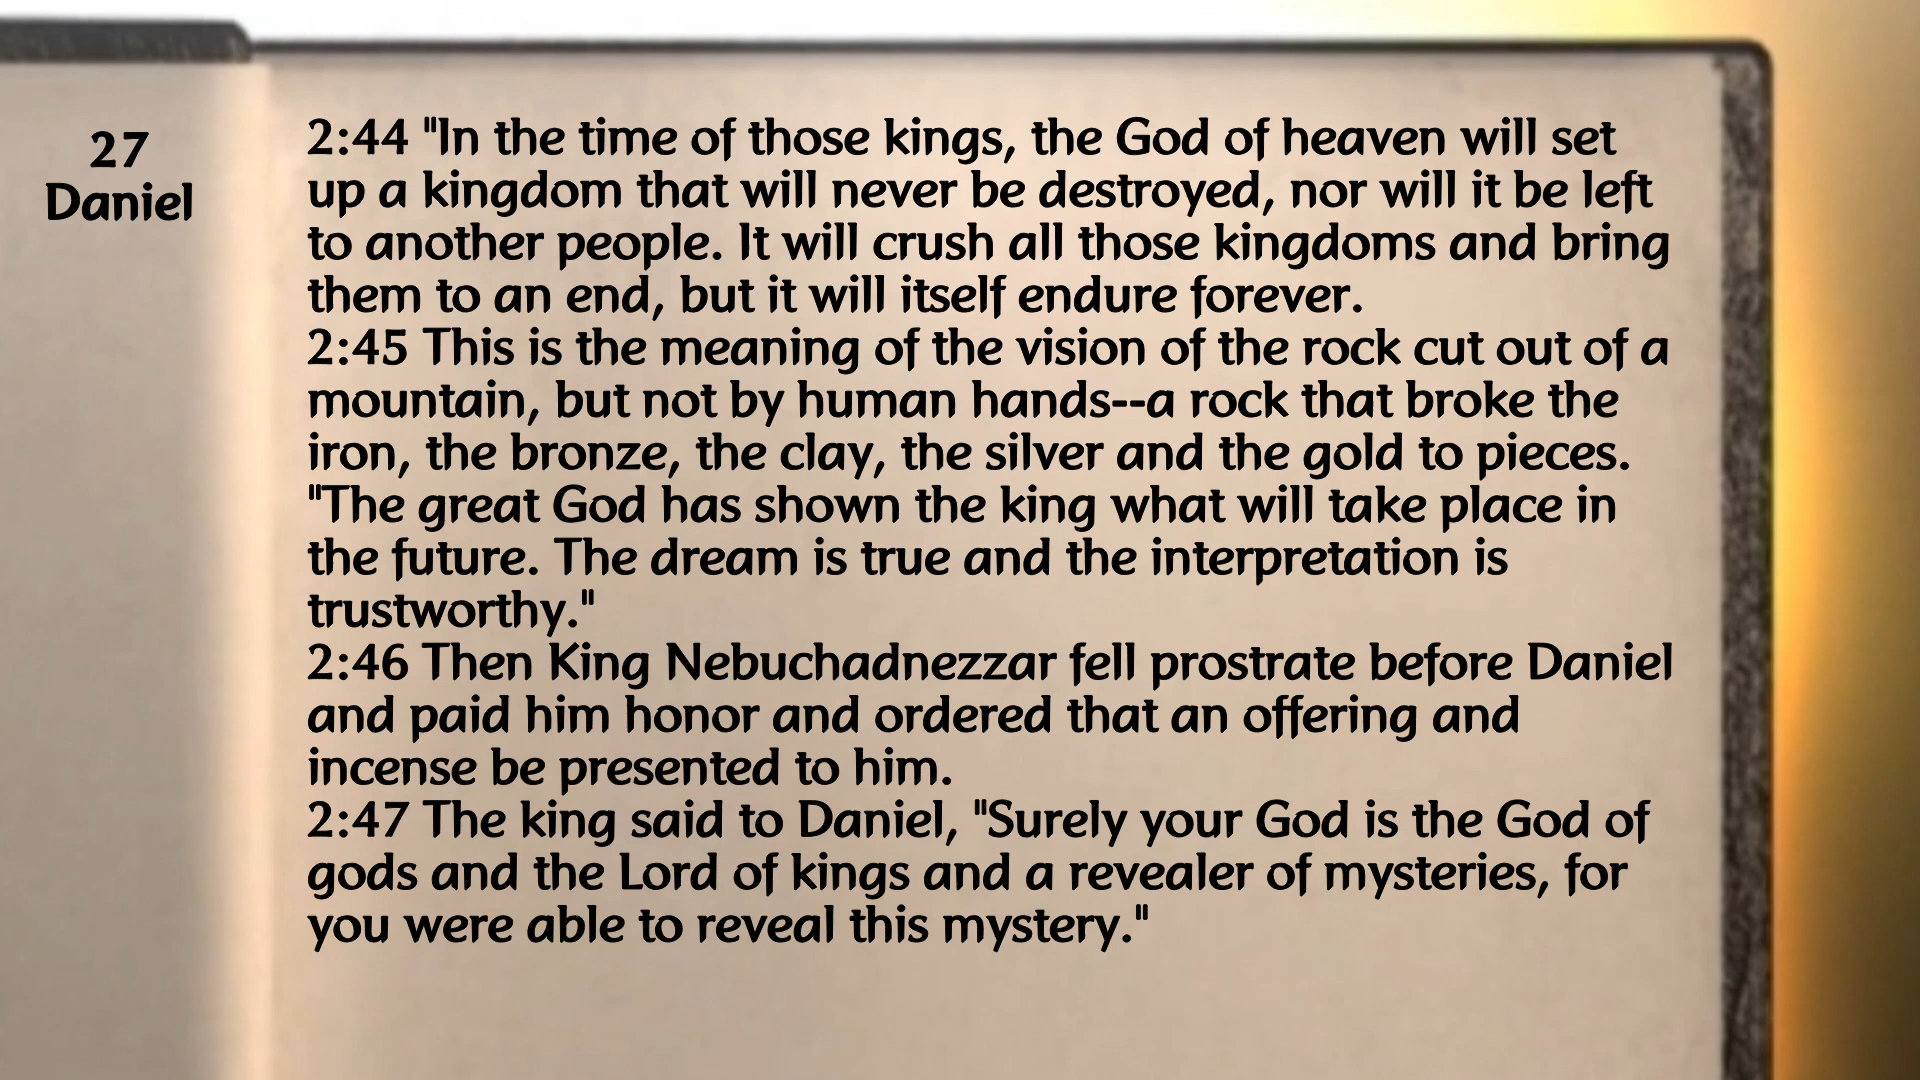 27
Daniel
2:44 "In the time of those kings, the God of heaven will set
up a kingdom that will never be destroyed, nor will it be left
to another people. It will crush all those kingdoms and bring
them to an end, but it will itself endure forever.
2:45 This is the meaning of the vision of the rock cut out of a
mountain, but not by human hands--a rock that broke the
iron, the bronze, the clay, the silver and the gold to pieces.
"The great God has shown the king what will take place in
the future. The dream is true and the interpretation is
trustworthy."
2:46 Then King Nebuchadnezzar fell prostrate before Daniel
and paid him honor and ordered that an offering and
incense be presented to him.
2:47 The king said to Daniel, "Surely your God is the God of
gods and the Lord of kings and a revealer of mysteries, for
you were able to reveal this mystery."